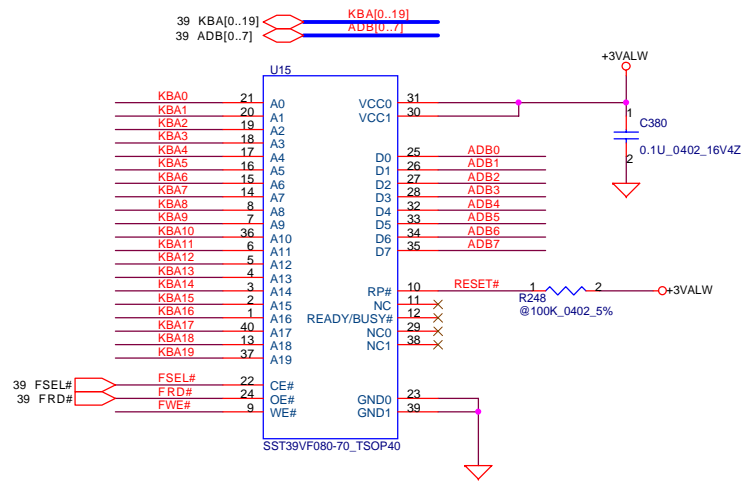 39 KBA[0..19] KBA[0..19]
39 ADB[0..7] ADB[0..7]
+3VALW
U15
KBA0 21 A0 VCC0 31
KBA1 20 A1 VCC1 30
KBA2 19 A2
KBA3 18 A3
KBA4 17 A4 D0 25 ADB0
KBA5 16 A5 D1 26 ADB1
KBA6 15 A6 D2 27 ADB2
KBA7 14 A7 D3 28 ADB3
KBA8 8 A8 D4 32 ADB4
KBA9 7 A9 D5 33 ADB5
KBA10 36 A10 D6 34 ADB6
KBA11 6 A11 D7 35 ADB7
KBA12 5 A12
KBA13 4 A13
KBA14 3 A14 RP# 10 RESET# 1 2 +3VALW
KBA15 2 A15 NC 11
KBA16 1 A16 READY/BUSY# 12
KBA17 40 A17 NC0 29
KBA18 13 A18 NC1 38
KBA19 37 A19
1
C380
0.1U_0402_16V4Z
2
R248
@100K_0402_5%
39 FSEL# FSEL# 22 CE#
39 FRD# FRD# 24 OE# GND0 23
FWE# 9 WE# GND1 39
SST39VF080-70_TSOP40